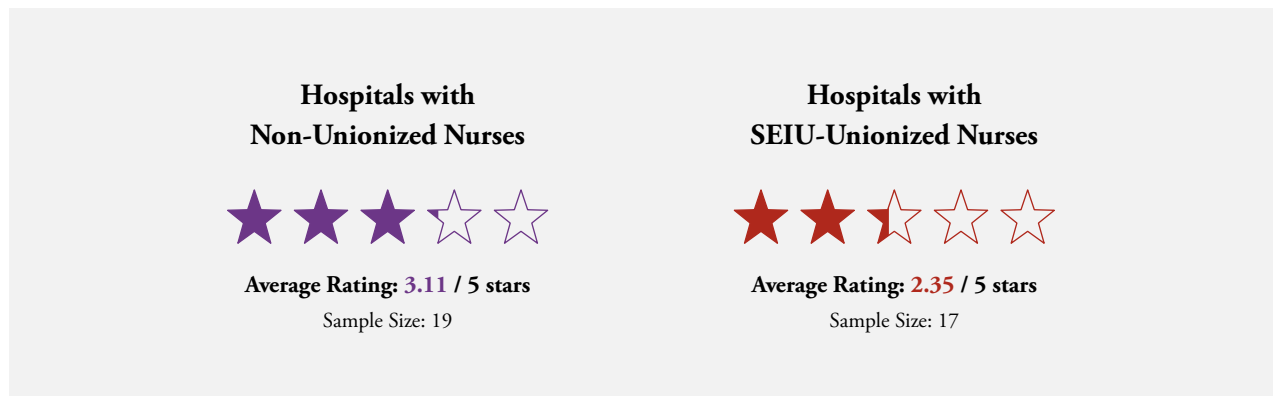 Hospitals with
Non-Unionized Nurses
Average Rating: 3.11 / 5 stars
Sample Size: 19
Hospitals with
SEIU-Unionized Nurses
Average Rating: 2.35 / 5 stars
Sample Size: 17